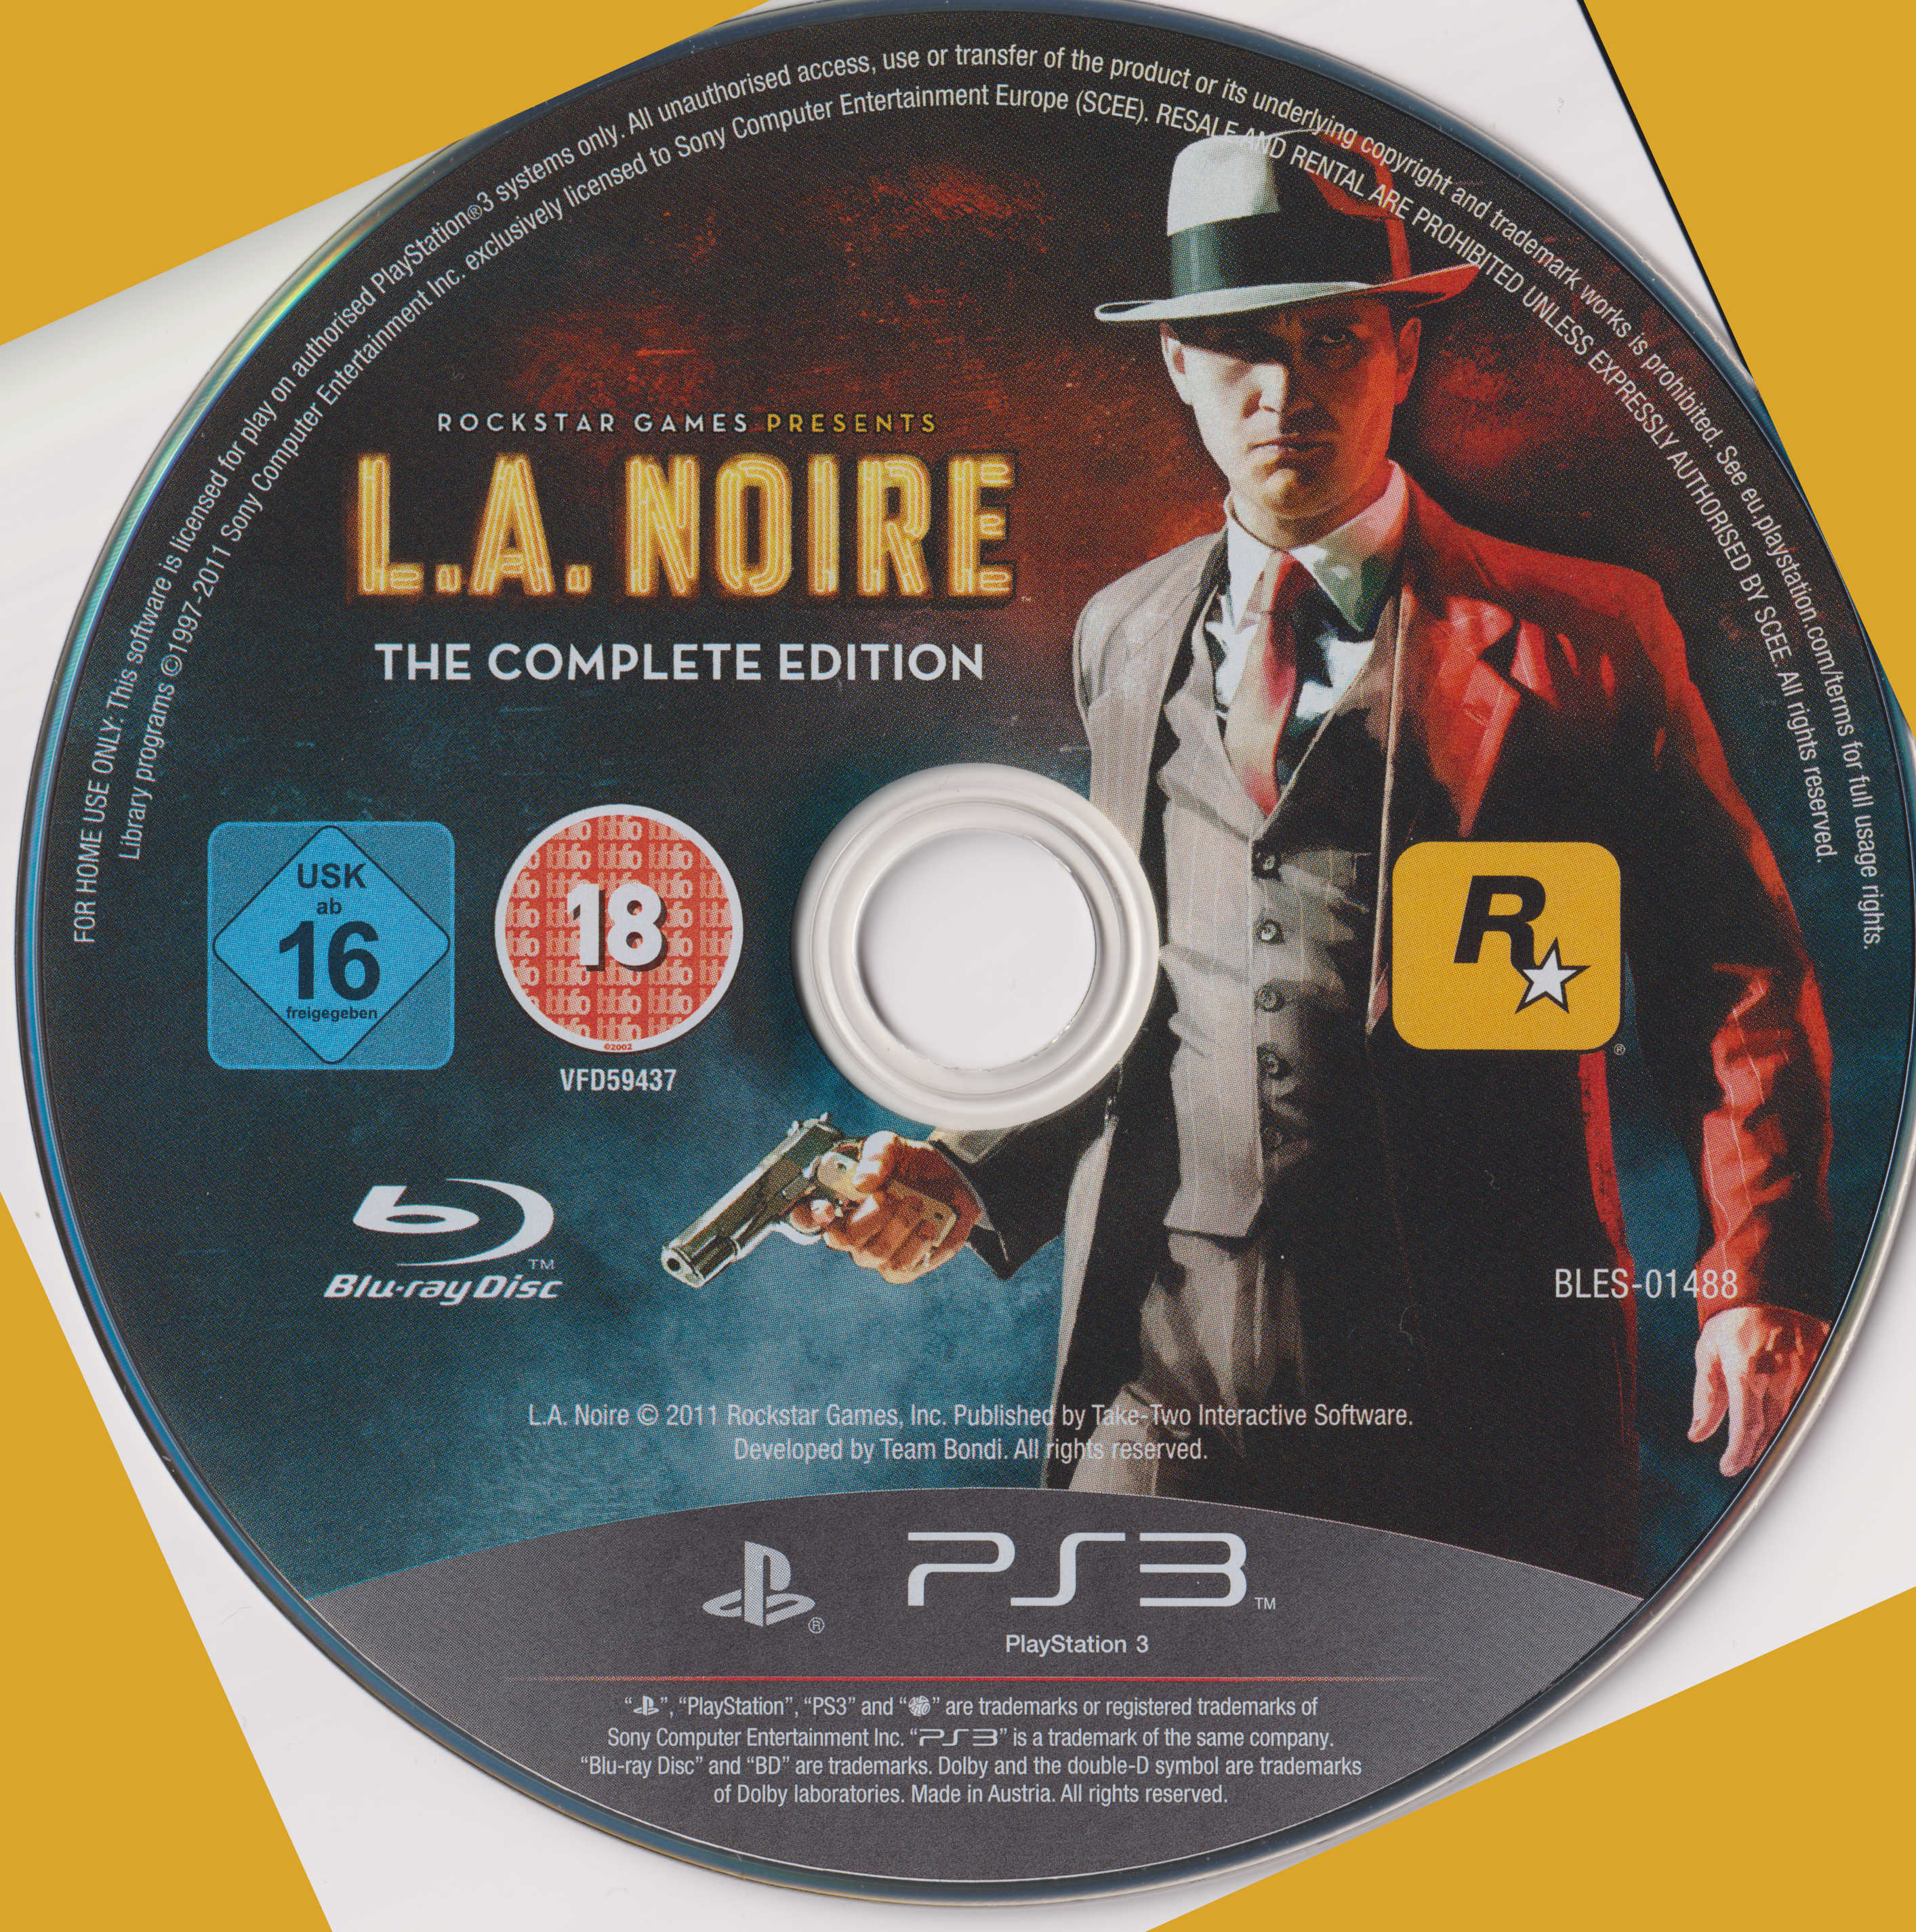 FOR HOME USE ONLY: This software is licensed for play on authorised PlayStation®3 systems only. All unauthorised access, use or transfer of the product or its underlying copyright and trademark works is prohibited. See eu.playstation.com/terms for full usage rights.
Library programs ©1997-2011 Sony Computer Entertainment Inc. exclusively licensed to Sony Computer Entertainment Europe (SCEE). RESALE AND RENTAL ARE PROHIBITED UNLESS EXPRESSLY AUTHORISED BY SCEE. All rights reserved.
ROCKSTAR GAMES PRESENTS
L.A. NOIRE
THE COMPLETE EDITION
USK
ab
16
freigegeben
18
©2002
VFD59437
R
®
Blu-ray Disc
TM
BLES-01488
L.A. Noire © 2011 Rockstar Games, Inc. Published by Take-Two Interactive Software.
Developed by Team Bondi. All rights reserved.
® PS3 TM
PlayStation 3
“ ”, “PlayStation”, “PS3” and “ ” are trademarks or registered trademarks of
Sony Computer Entertainment Inc. “PS3” is a trademark of the same company.
“Blu-ray Disc” and “BD” are trademarks. Dolby and the double-D symbol are trademarks
of Dolby laboratories. Made in Austria. All rights reserved.